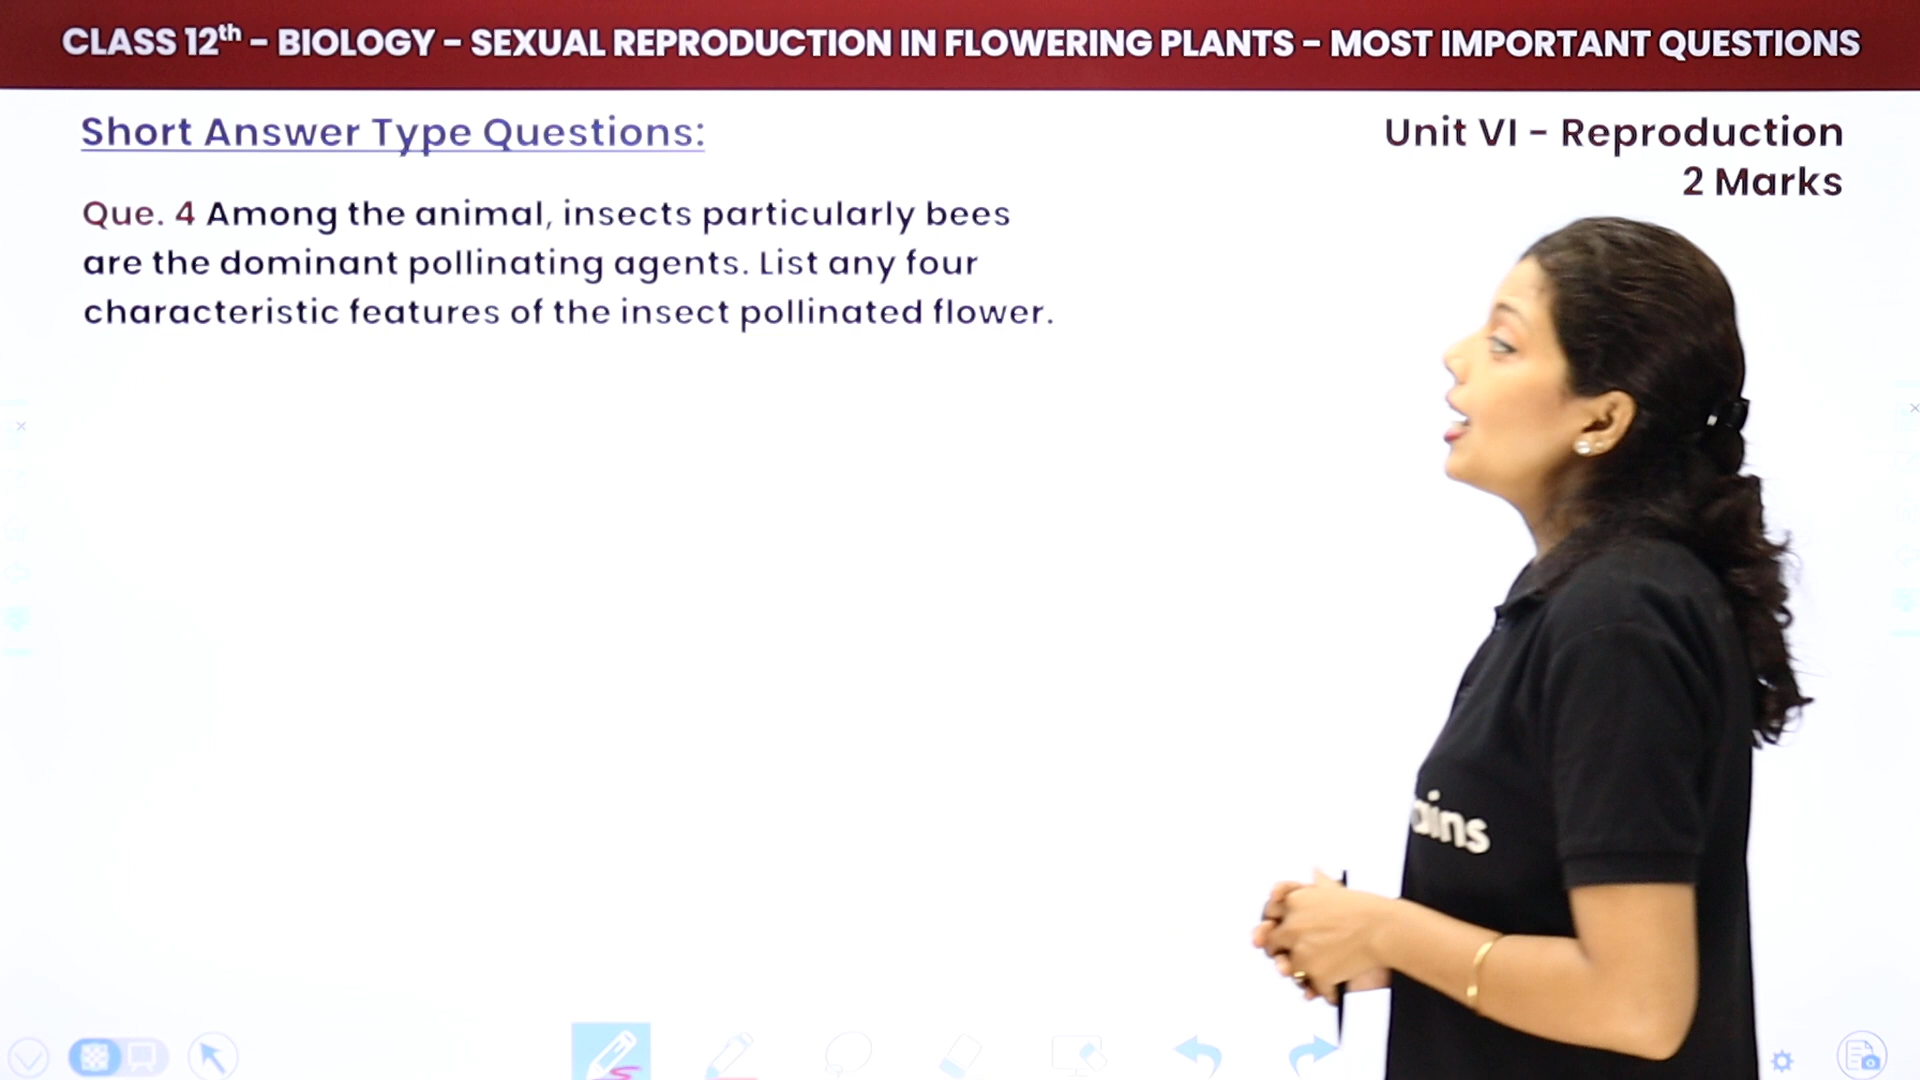 CLASS 12th - BIOLOGY - SEXUAL REPRODUCTION IN FLOWERING PLANTS - MOST IMPORTANT QUESTIONS
Short Answer Type Questions:
Unit VI - Reproduction
2 Marks
Que. 4 Among the animal, insects particularly bees
are the dominant pollinating agents. List any four
characteristic features of the insect pollinated flower.
ains